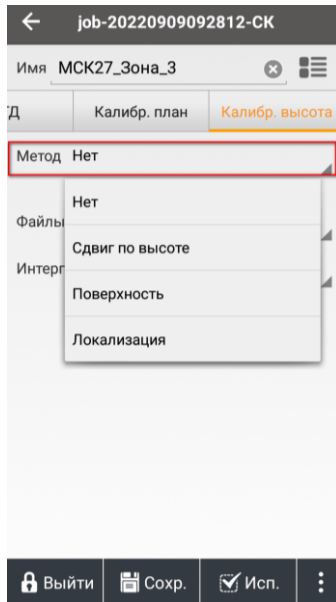 job-20220909092812-СК
Имя МСК27_Зона_3
Д Калибр. план Калибр. высота
Метод Нет
Нет
Файлы
Сдвиг по высоте
Интерп
Поверхность
Локализация
Выйти Сохр. Исп.